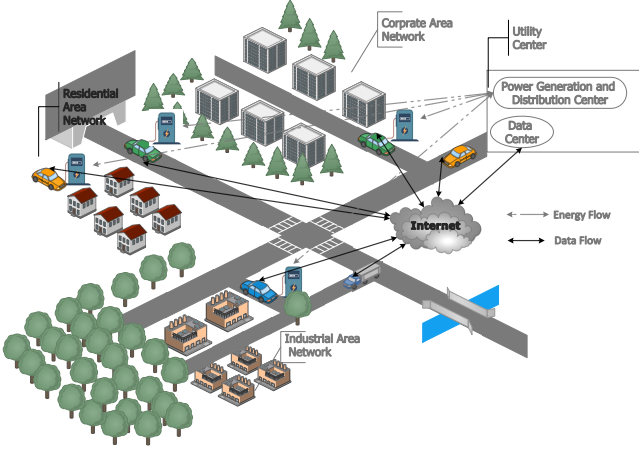 Corprate Area
Network
Utility
Center
Residential
Area
Network
Power Generation and
Distribution Center
Data
Center
Internet
Energy Flow
Data Flow
Industrial Area
Network